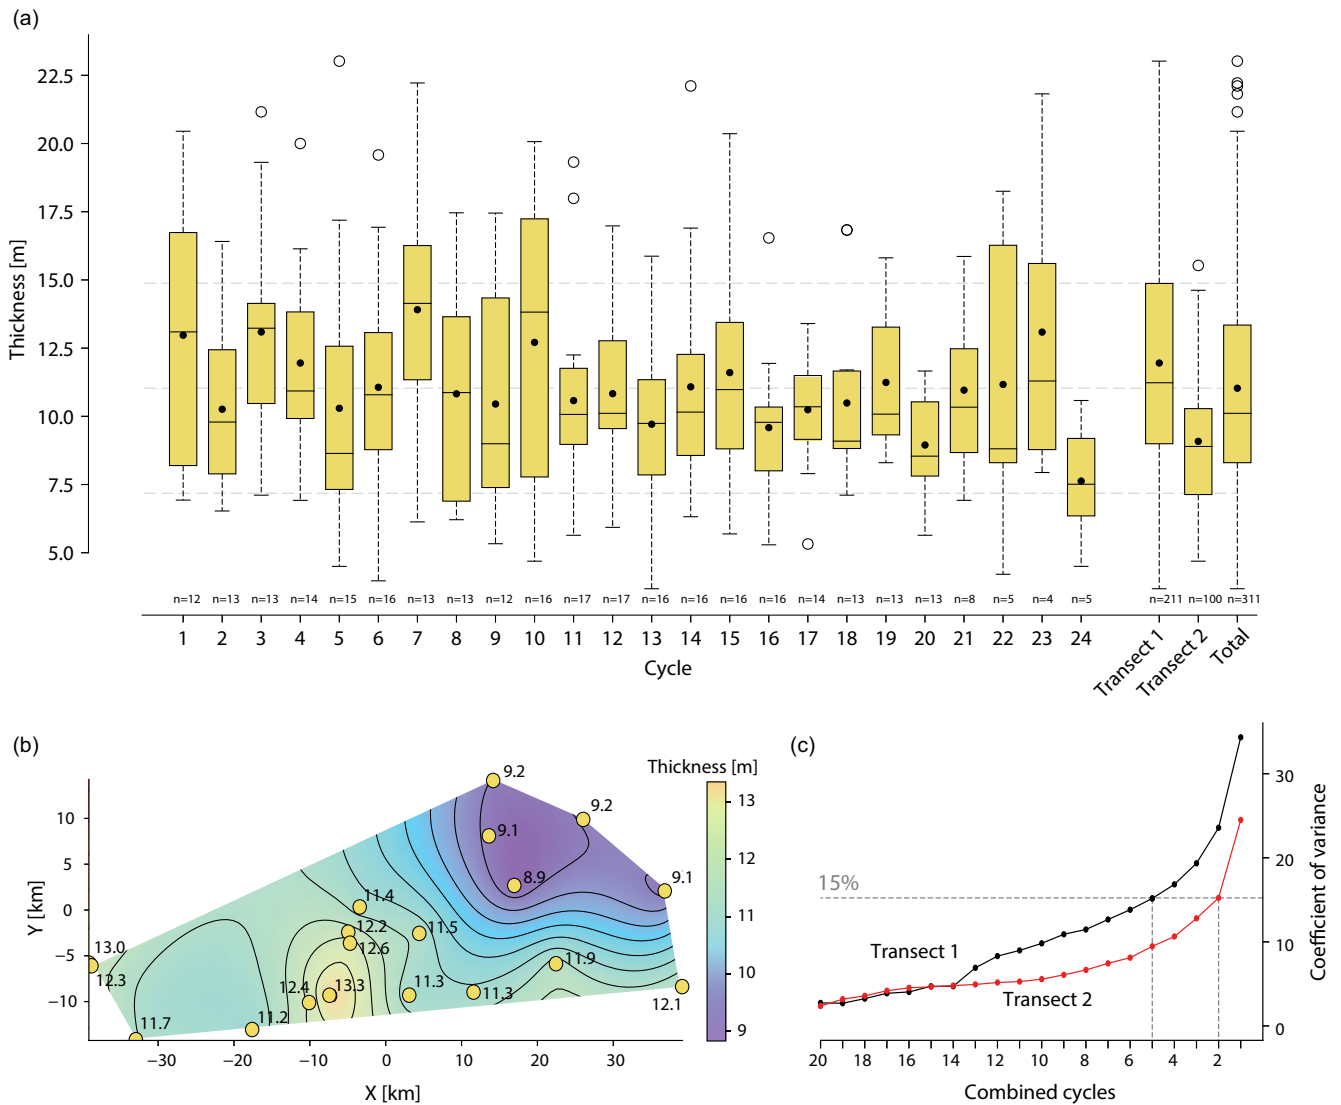 (a)
Thickness [m]
22.5
20.0
17.5
15.0
12.5
10.0
7.5
5.0
n=12 n=13 n=13 n=14 n=15 n=16 n=13 n=13 n=12 n=16 n=17 n=17 n=16 n=16 n=16 n=16 n=14 n=13 n=13 n=13 n=8 n=5 n=4 n=5 n=211 n=100 n=311
1 2 3 4 5 6 7 8 9 10 11 12 13 14 15 16 17 18 19 20 21 22 23 24 Transect 1 Transect 2 Total
Cycle
(b)
Thickness [m]
13
12
11
10
9
Y [km]
10
5
0
−5
−10
9.2
9.2
9.1
8.9
9.1
11.4
12.2
11.5
12.6
13.0
12.3
11.9
12.4
13.3
11.3
11.3
12.1
11.2
11.7
−30 −20 −10 0 10 20 30
X [km]
(c)
15%
Transect 1
Transect 2
30
20
10
0
Coefficient of variance
20 18 16 14 12 10 8 6 4 2
Combined cycles